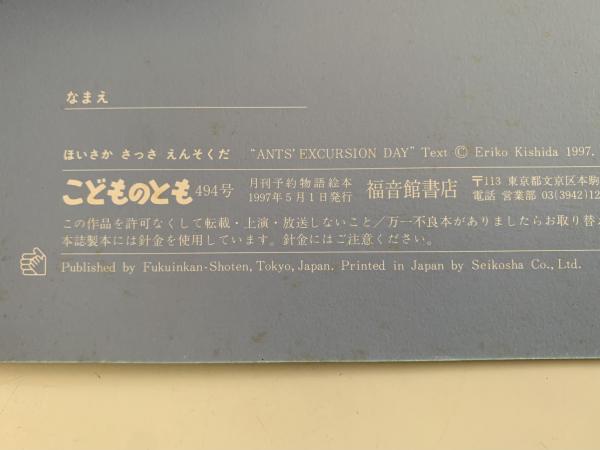 なまえ
ほいさか さっさ えんそくだ "ANTS' EXCURSION DAY" Text © Eriko Kishida 1997.
こどものとも 494号 月刊予約物語絵本 1997年5月1日発行 福音館書店 〒113 東京都文京区本駒 電話 営業部 03(3942)12
この作品を許可なくして転載・上演・放送しないこと/万一不良本がありましたらお取り替え
本誌製本には針金を使用しています。針金にはご注意ください。
Published by Fukuinkan-Shoten, Tokyo, Japan. Printed in Japan by Seikosha Co., Ltd.